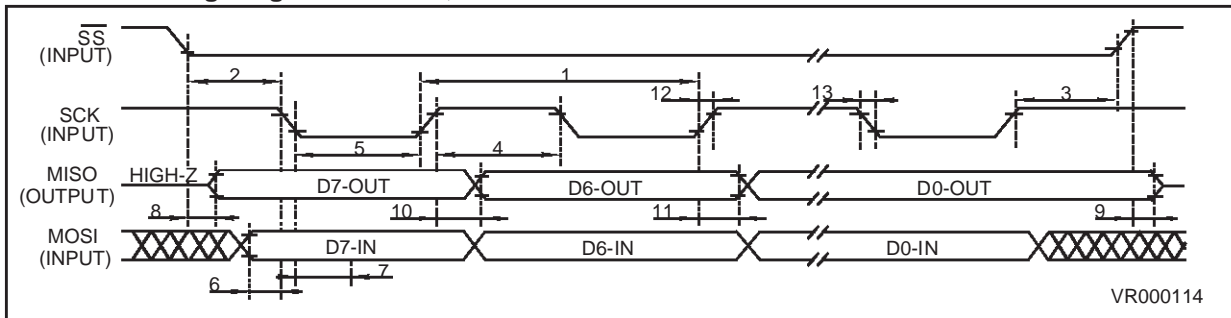 SS
(INPUT)
2
1
12
13
3
SCK
(INPUT)
5
4
MISO
(OUTPUT)
HIGH-Z
D7-OUT
D6-OUT
D0-OUT
8
10
11
9
MOSI
(INPUT)
D7-IN
D6-IN
D0-IN
6
7
VR000114